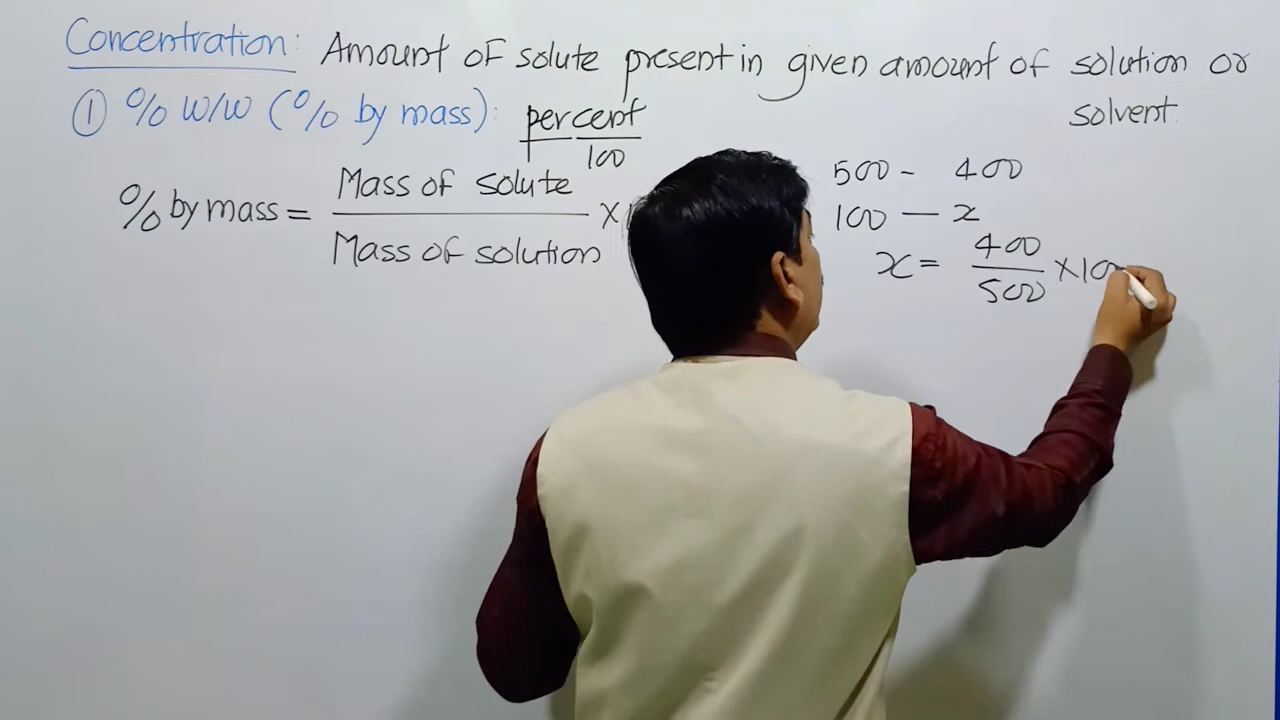 Concentration: Amount of solute present in given amount of solution or
solvent.
① % w/w (% by mass): percent
100
% by mass = Mass of solute ×
Mass of solution
500 - 400
100 — x
x = 400 × 100
500